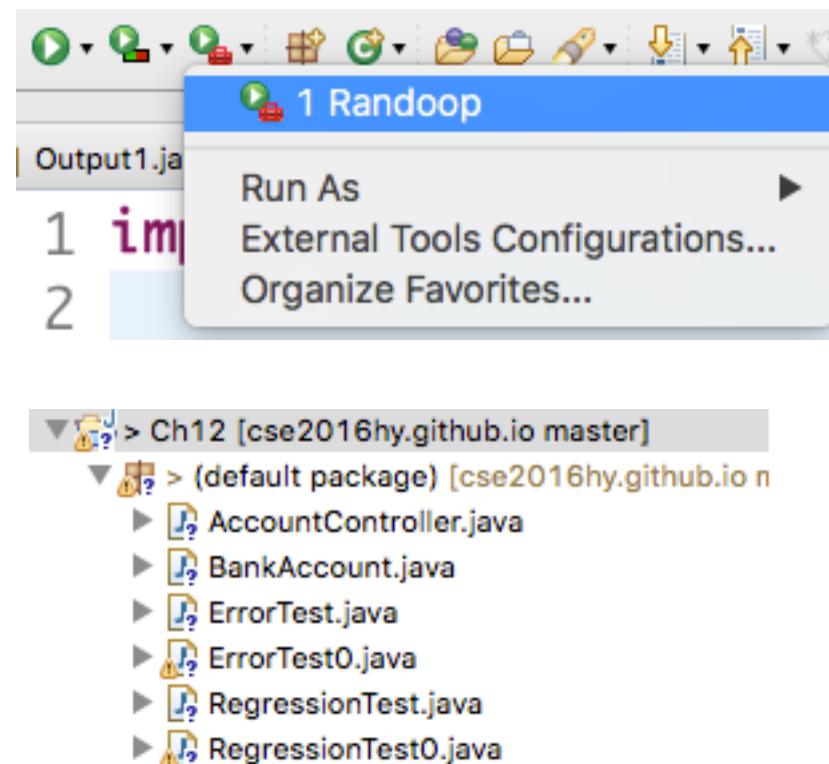 1 Randoop
Output1.ja
Run As
1 imp
External Tools Configurations...
2
Organize Favorites...
> Ch12 [cse2016hy.github.io master]
> (default package) [cse2016hy.github.io n
AccountController.java
BankAccount.java
ErrorTest.java
ErrorTest0.java
RegressionTest.java
RegressionTest0.java